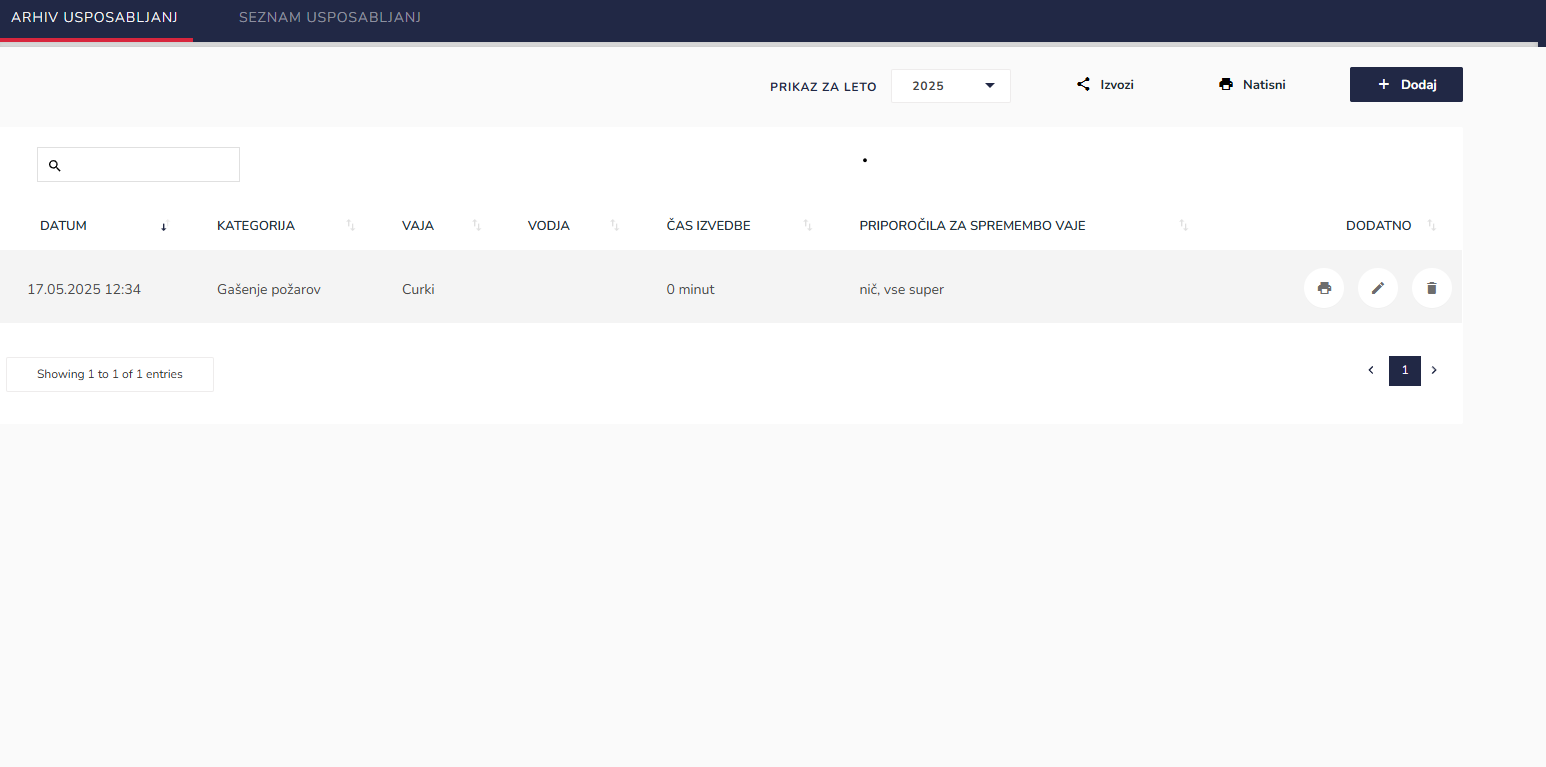 ARHIV USPOSABLJANJ SEZNAM USPOSABLJANJ
PRIKAZ ZA LETO 2025 Izvozi Natisni + Dodaj
DATUM KATEGORIJA VAJA VODJA ČAS IZVEDBE PRIPOROČILA ZA SPREMEMBO VAJE DODATNO
17.05.2025 12:34 Gašenje požarov Curki 0 minut nič, vse super
Showing 1 to 1 of 1 entries 1